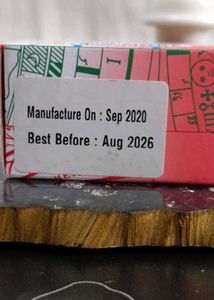 Manufacture On : Sep 2020
Best Before : Aug 2026